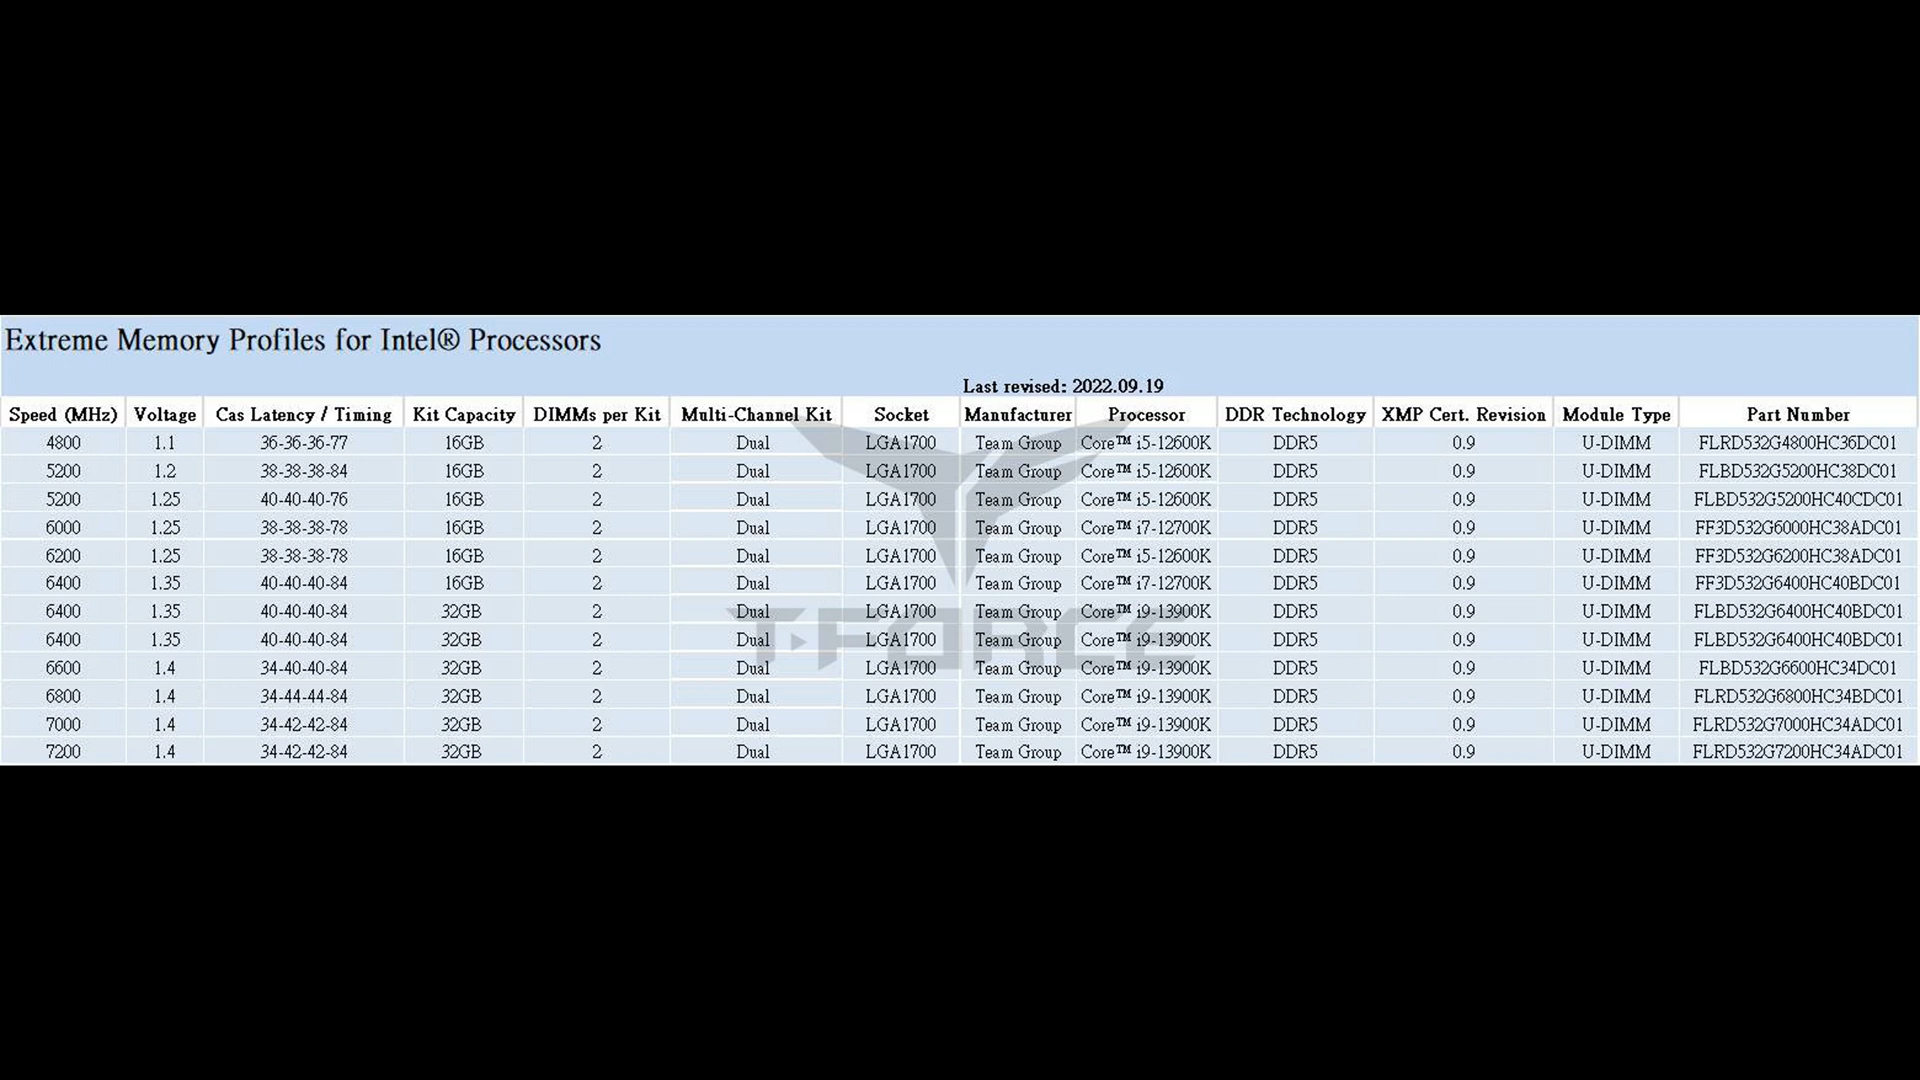 Extreme Memory Profiles for Intel® Processors
Last revised: 2022.09.19
Speed (MHz) Voltage Cas Latency / Timing Kit Capacity DIMMs per Kit Multi-Channel Kit Socket Manufacturer Processor DDR Technology XMP Cert. Revision Module Type Part Number
4800 1.1 36-36-36-77 16GB 2 Dual LGA1700 Team Group Core™ i5-12600K DDR5 0.9 U-DIMM FLRD532G4800HC36DC01
5200 1.2 38-38-38-84 16GB 2 Dual LGA1700 Team Group Core™ i5-12600K DDR5 0.9 U-DIMM FLBD532G5200HC38DC01
5200 1.25 40-40-40-76 16GB 2 Dual LGA1700 Team Group Core™ i5-12600K DDR5 0.9 U-DIMM FLBD532G5200HC40CDC01
6000 1.25 38-38-38-78 16GB 2 Dual LGA1700 Team Group Core™ i7-12700K DDR5 0.9 U-DIMM FF3D532G6000HC38ADC01
6200 1.25 38-38-38-78 16GB 2 Dual LGA1700 Team Group Core™ i5-12600K DDR5 0.9 U-DIMM FF3D532G6200HC38ADC01
6400 1.35 40-40-40-84 16GB 2 Dual LGA1700 Team Group Core™ i7-12700K DDR5 0.9 U-DIMM FF3D532G6400HC40BDC01
6400 1.35 40-40-40-84 32GB 2 Dual LGA1700 Team Group Core™ i9-13900K DDR5 0.9 U-DIMM FLBD532G6400HC40BDC01
6400 1.35 40-40-40-84 32GB 2 Dual LGA1700 Team Group Core™ i9-13900K DDR5 0.9 U-DIMM FLBD532G6400HC40BDC01
6600 1.4 34-40-40-84 32GB 2 Dual LGA1700 Team Group Core™ i9-13900K DDR5 0.9 U-DIMM FLBD532G6600HC34DC01
6800 1.4 34-44-44-84 32GB 2 Dual LGA1700 Team Group Core™ i9-13900K DDR5 0.9 U-DIMM FLRD532G6800HC34BDC01
7000 1.4 34-42-42-84 32GB 2 Dual LGA1700 Team Group Core™ i9-13900K DDR5 0.9 U-DIMM FLRD532G7000HC34ADC01
7200 1.4 34-42-42-84 32GB 2 Dual LGA1700 Team Group Core™ i9-13900K DDR5 0.9 U-DIMM FLRD532G7200HC34ADC01
T-FORCE